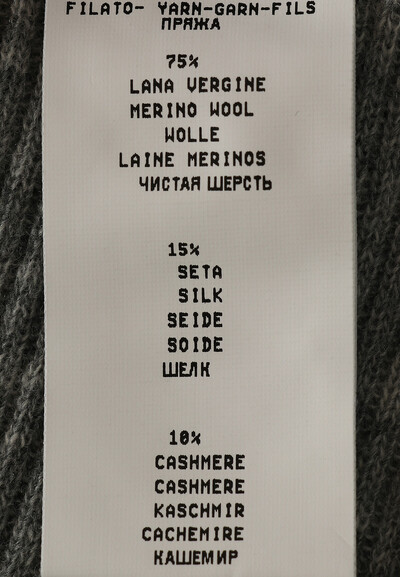 FILATO- YARN-GARN-FILS
ПРЯЖА
75%
LANA VERGINE
MERINO WOOL
WOLLE
LAINE MERINOS
ЧИСТАЯ ШЕРСТЬ
15%
SETA
SILK
SEIDE
SOIDE
ШЕЛК
10%
CASHMERE
CASHMERE
KASCHMIR
CACHEMIRE
КАШЕМИР